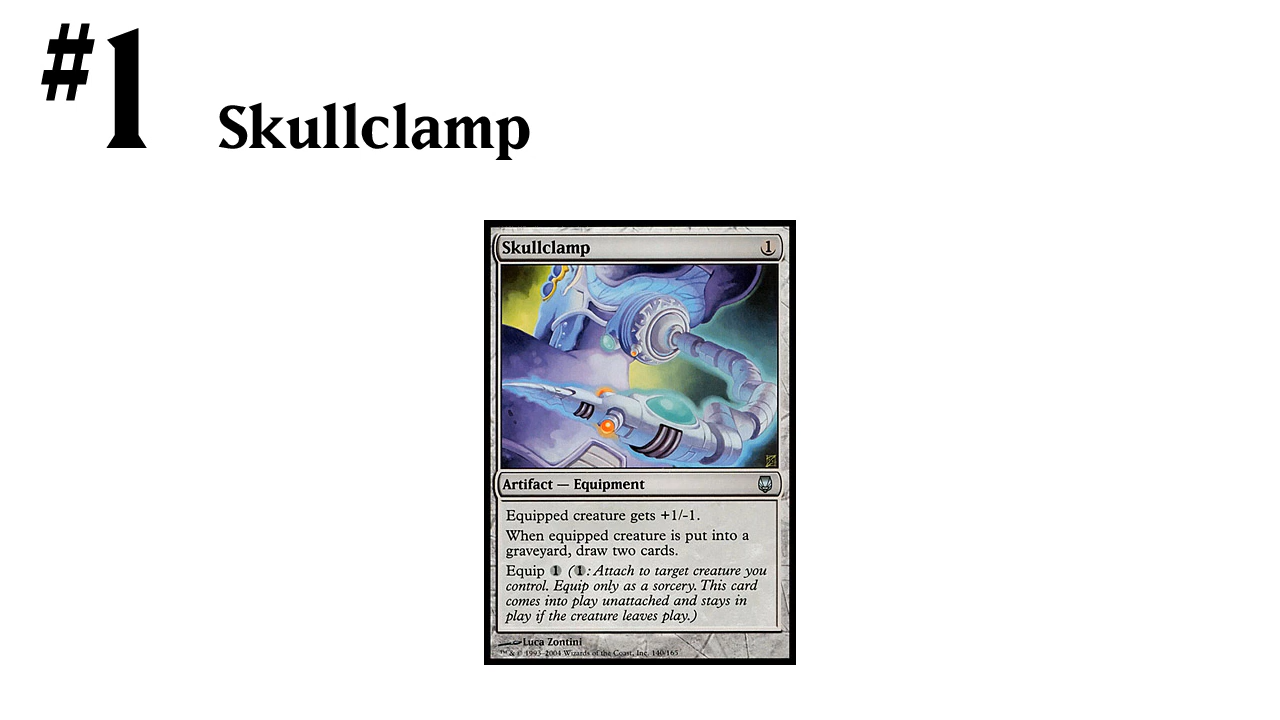 #1 Skullclamp
Skullclamp 1
Artifact — Equipment
Equipped creature gets +1/-1.
When equipped creature is put into a
graveyard, draw two cards.
Equip 1 (1: Attach to target creature you
control. Equip only as a sorcery. This card
comes into play unattached and stays in
play if the creature leaves play.)
Luca Zontini
™ & © 1993–2004 Wizards of the Coast, Inc. 140/165